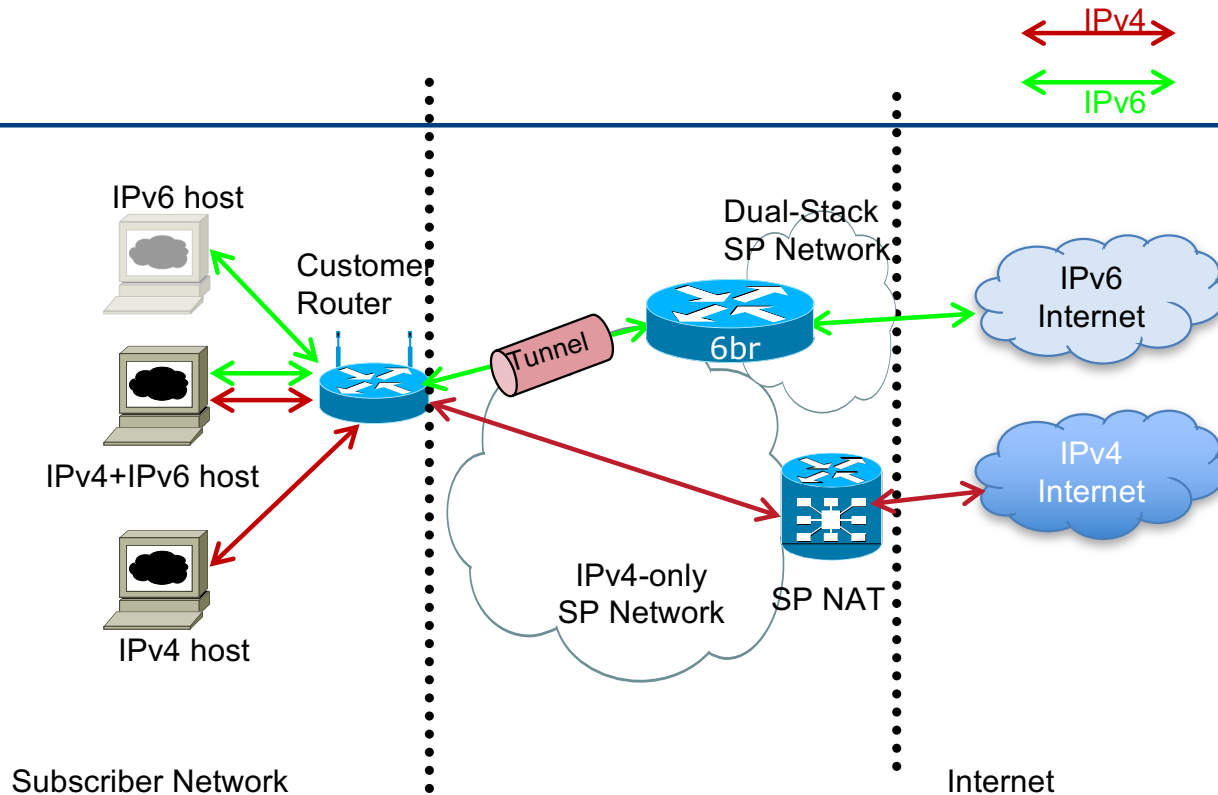 IPv4
IPv6
IPv6 host
Customer
Router
IPv4+IPv6 host
IPv4 host
Tunnel
Dual-Stack
SP Network
6br
IPv4-only
SP Network
SP NAT
IPv6
Internet
IPv4
Internet
Subscriber Network
Internet